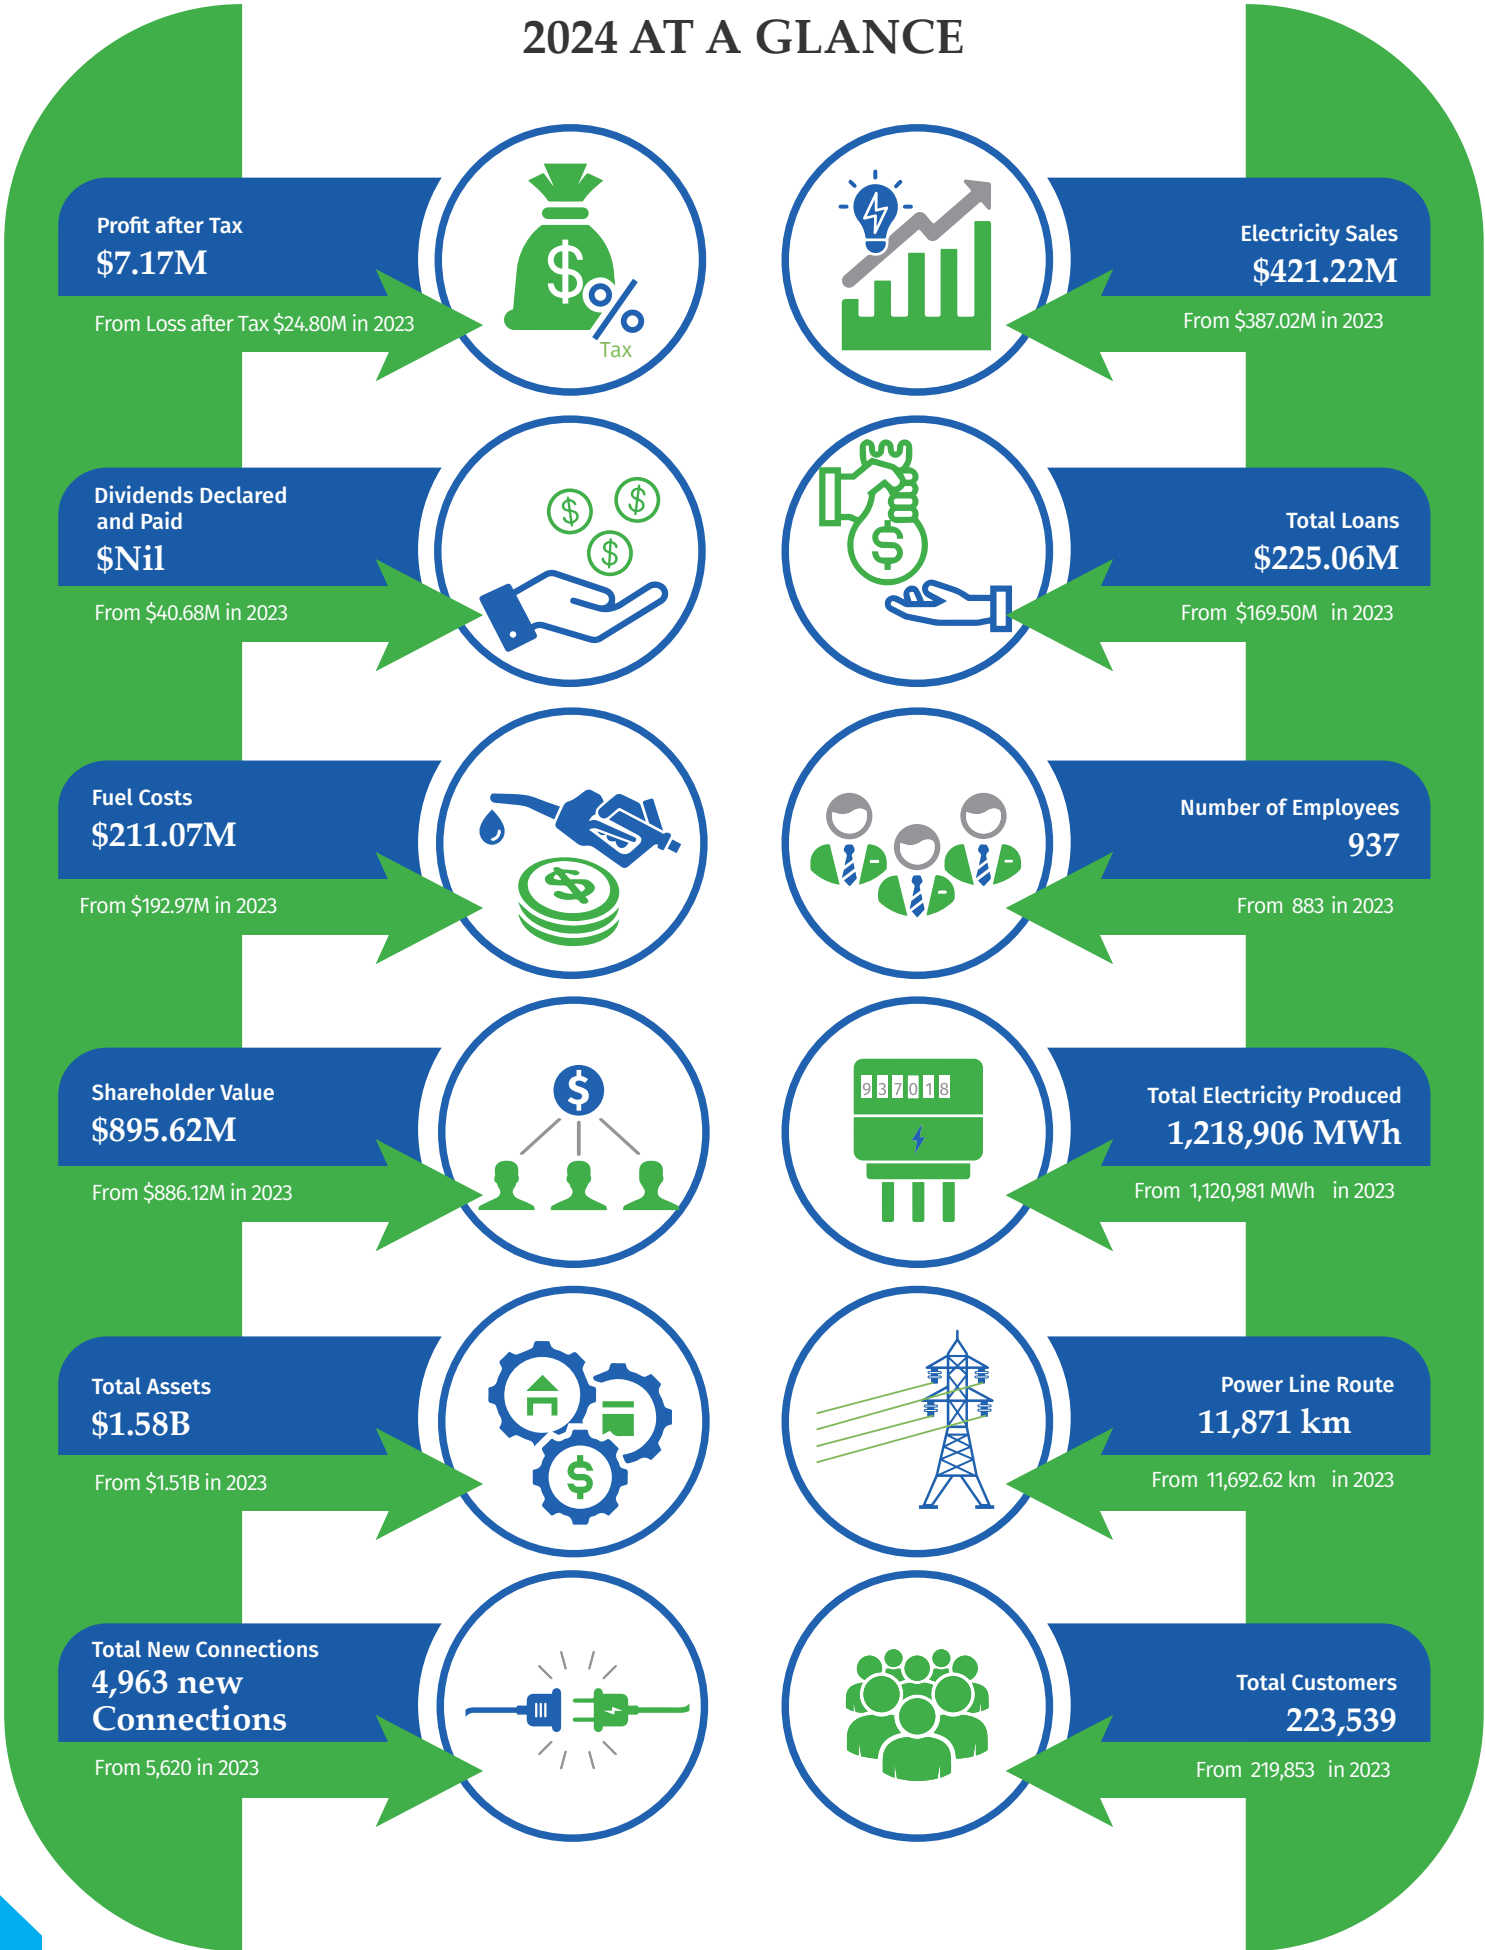 2024 AT A GLANCE
Profit after Tax
$7.17M
From Loss after Tax $24.80M in 2023
Tax
Electricity Sales
$421.22M
From $387.02M in 2023
Dividends Declared
and Paid
$Nil
From $40.68M in 2023
Total Loans
$225.06M
From $169.50M in 2023
Fuel Costs
$211.07M
From $192.97M in 2023
Number of Employees
937
From 883 in 2023
Shareholder Value
$895.62M
From $886.12M in 2023
937018
Total Electricity Produced
1,218,906 MWh
From 1,120,981 MWh in 2023
Total Assets
$1.58B
From $1.51B in 2023
Power Line Route
11,871 km
From 11,692.62 km in 2023
Total New Connections
4,963 new
Connections
From 5,620 in 2023
Total Customers
223,539
From 219,853 in 2023